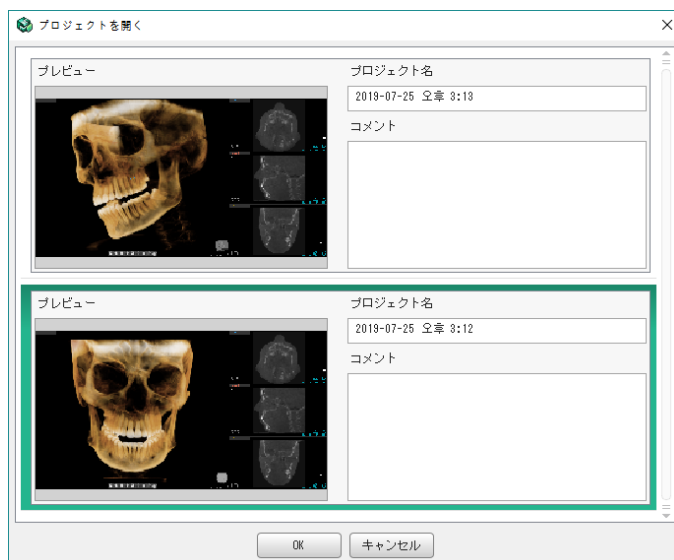 プロジェクトを開く
プレビュー
プロジェクト名
2019-07-25 오후 3:13
コメント
プレビュー
プロジェクト名
2019-07-25 오후 3:12
コメント
OK
キャンセル